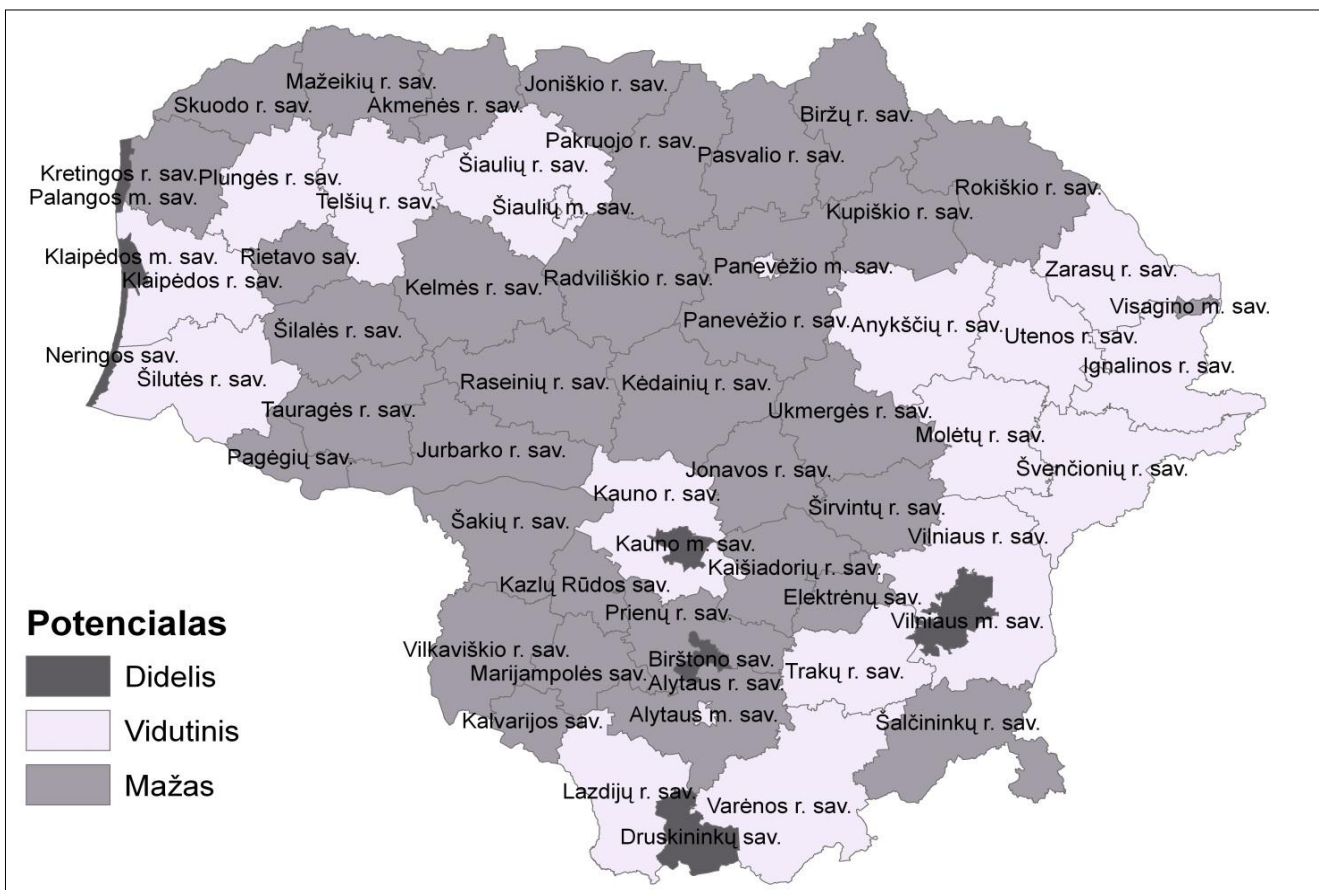 Mažeikių r. sav.
Joniškio r. sav.
Skuodo r. sav.
Akmenės r. sav.
Biržų r. sav.
Pakruojo r. sav.
Pasvalio r. sav.
Šiaulių r. sav.
Kretingos r. sav.
Plungės r. sav.
Rokiškio r. sav.
Palangos m. sav.
Telšių r. sav.
Šiaulių m. sav.
Kupiškio r. sav.
Klaipėdos m. sav.
Rietavo sav.
Klaipėdos r. sav.
Kelmės r. sav.
Radviliškio r. sav.
Panevėžio m. sav.
Zarasų r. sav.
Visagino m. sav.
Šilalės r. sav.
Panevėžio r. sav.
Anykščių r. sav.
Utenos r. sav.
Neringos sav.
Šilutės r. sav.
Ignalinos r. sav.
Raseinių r. sav.
Kėdainių r. sav.
Tauragės r. sav.
Ukmergės r. sav.
Molėtų r. sav.
Pagėgių sav.
Jurbarko r. sav.
Jonavos r. sav.
Švenčionių r. sav.
Kauno r. sav.
Šakių r. sav.
Širvintų r. sav.
Vilniaus r. sav.
Kauno m. sav.
Kaišiadorių r. sav.
Kazlų Rūdos sav.
Elektrėnų sav.
Prienų r. sav.
Vilniaus m. sav.
Vilkaviškio r. sav.
Birštono sav.
Marijampolės sav.
Trakų r. sav.
Alytaus r. sav.
Kalvarijos sav.
Alytaus m. sav.
Šalčininkų r. sav.
Lazdijų r. sav.
Varėnos r. sav.
Druskininkų sav.
Potencialas
Didelis
Vidutinis
Mažas